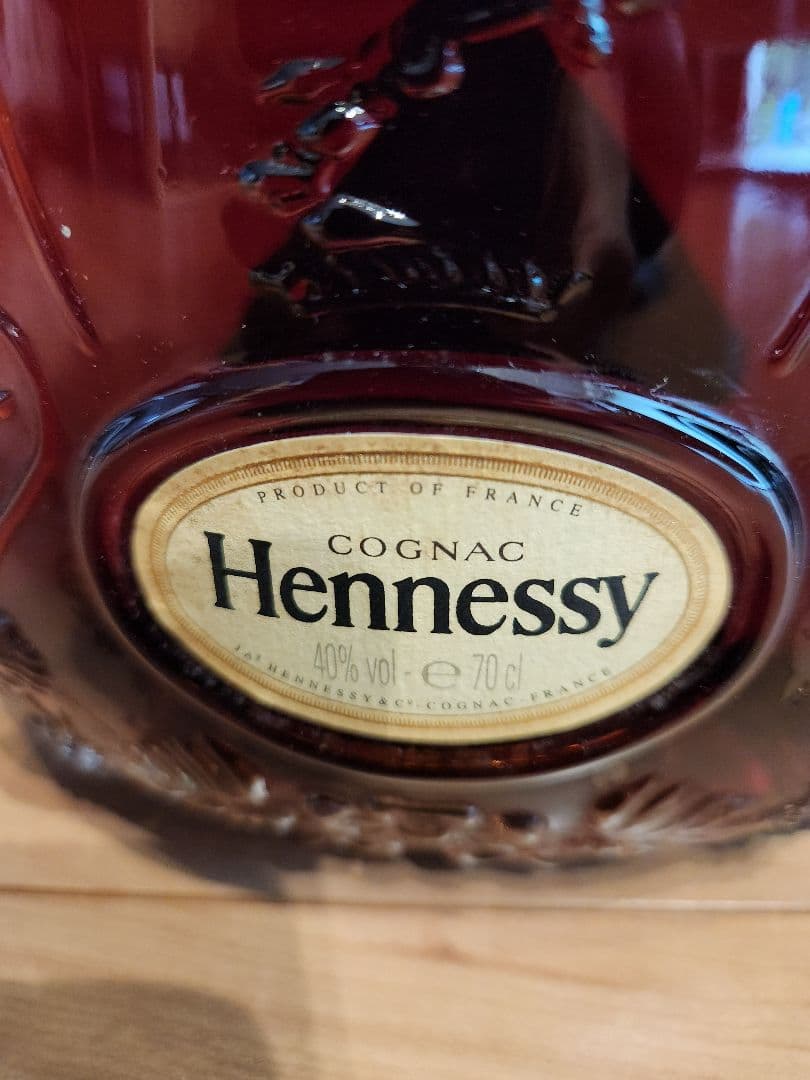 PRODUCT OF FRANCE
COGNAC
Hennessy
40% vol - e 70 cl
JAS HENNESSY & Cº - COGNAC - FRANCE